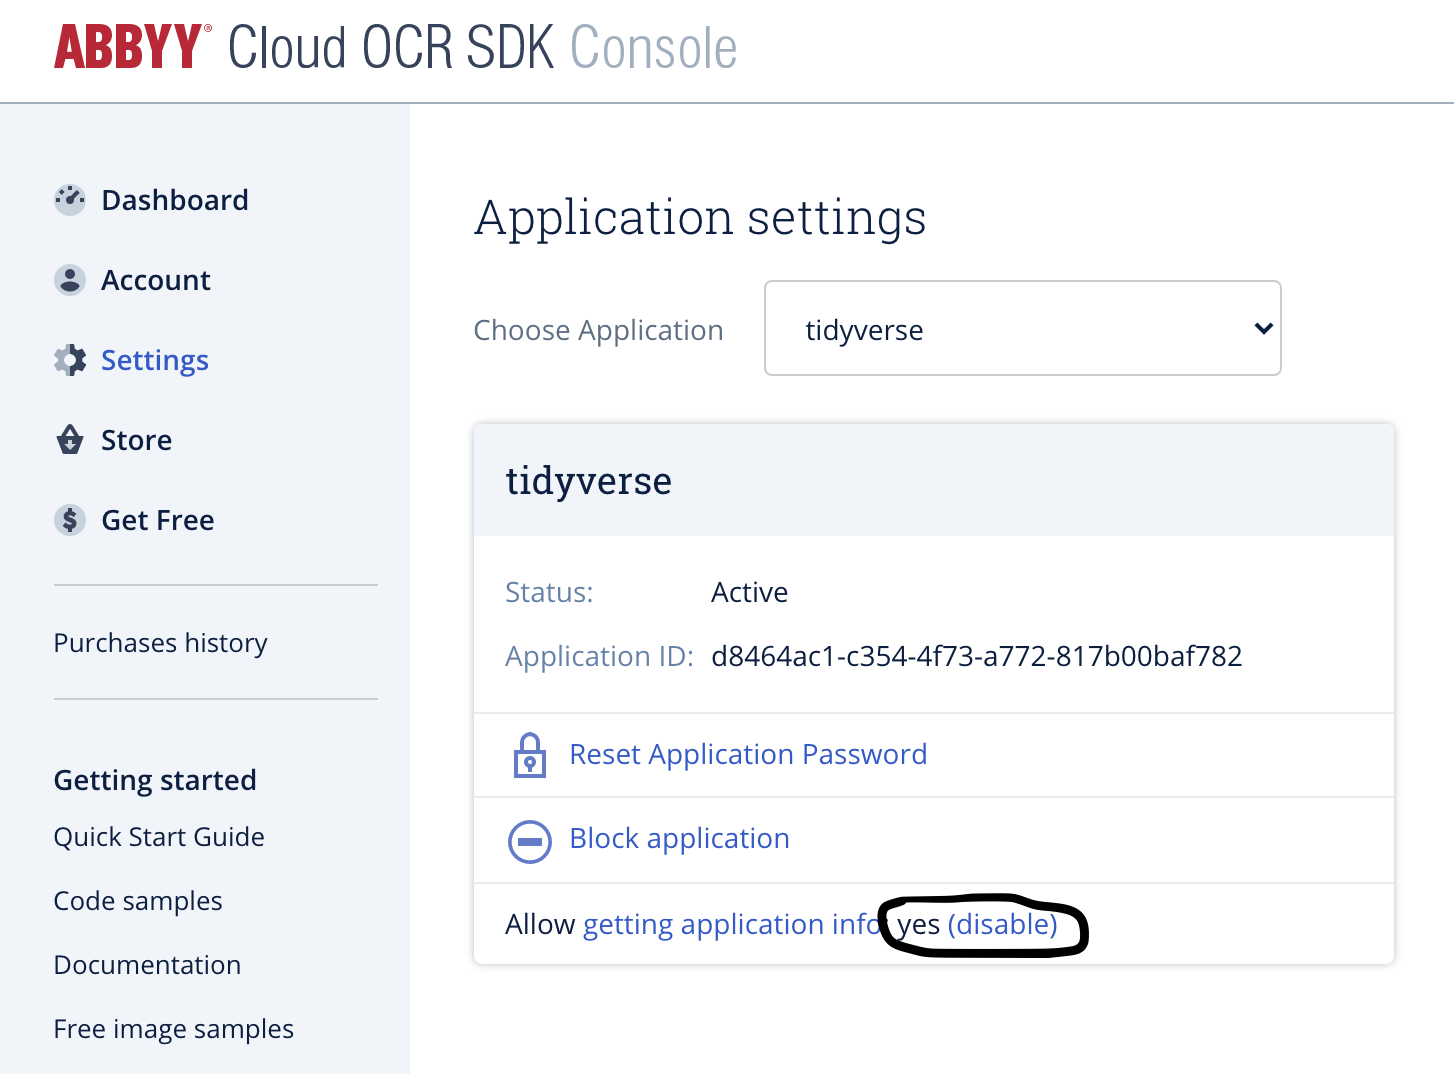 ABBYY® Cloud OCR SDK Console
Dashboard
Account
Settings
Store
Get Free
Purchases history
Getting started
Quick Start Guide
Code samples
Documentation
Free image samples
Application settings
Choose Application tidyverse
tidyverse
Status: Active
Application ID: d8464ac1-c354-4f73-a772-817b00baf782
Reset Application Password
Block application
Allow getting application info: yes (disable)